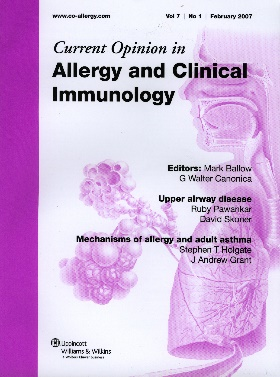 www.co-allergy.com Vol 7 | No 1 | February 2007
Current Opinion in
Allergy and Clinical
Immunology
Editors: Mark Ballow
G Walter Canonica
Upper airway disease
Ruby Pawankar
David Skoner
Mechanisms of allergy and adult asthma
Stephen T Holgate
J Andrew Grant
Lippincott
Williams & Wilkins